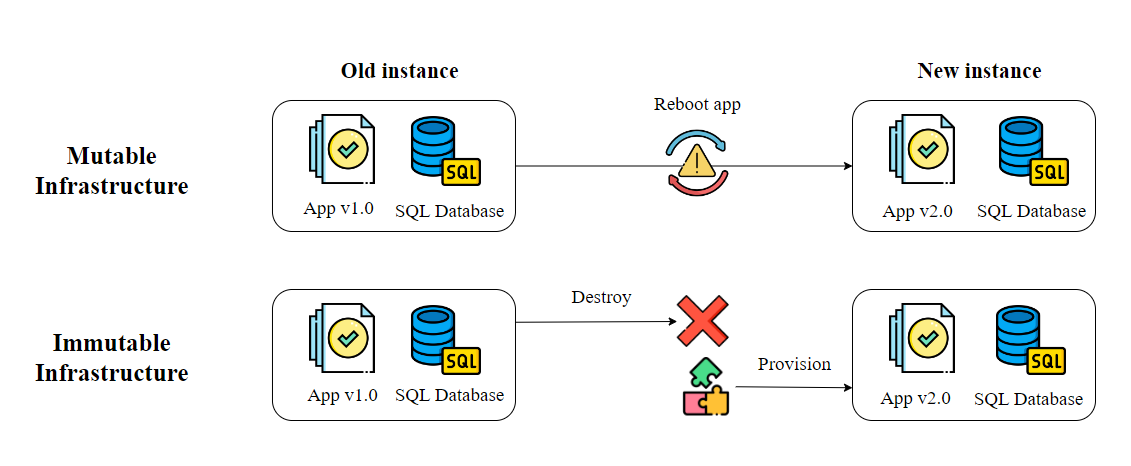 Old instance
New instance
Reboot app
Mutable
Infrastructure
SQL
App v1.0
SQL Database
SQL
App v2.0
SQL Database
Destroy
Immutable
Infrastructure
SQL
App v1.0
SQL Database
Provision
SQL
App v2.0
SQL Database